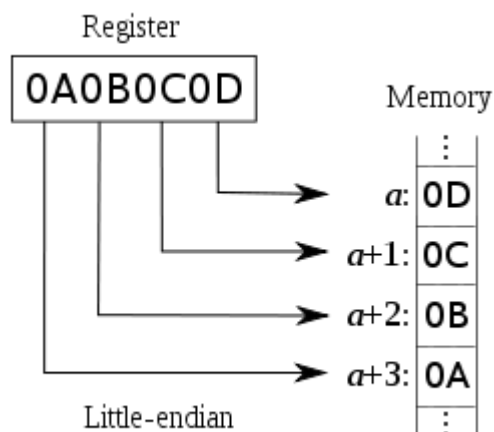 Register
0A0B0C0D
Memory
⋮
a: 0D
a+1: 0C
a+2: 0B
a+3: 0A
Little-endian
⋮